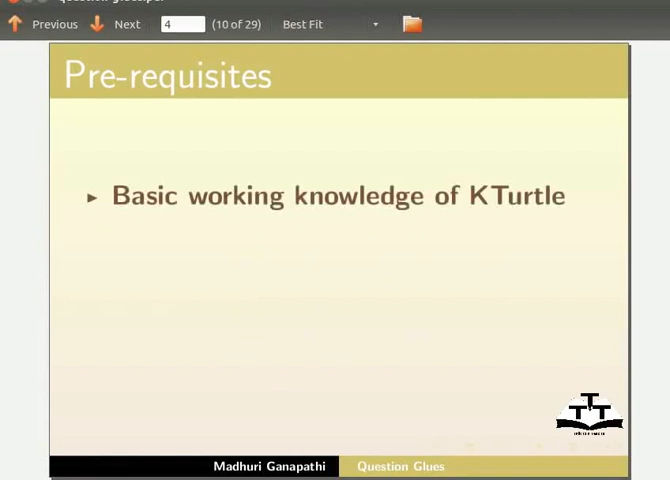 Previous Next 4 (10 of 29) Best Fit
Pre-requisites
▸ Basic working knowledge of KTurtle
TTT
Madhuri Ganapathi Question Glues